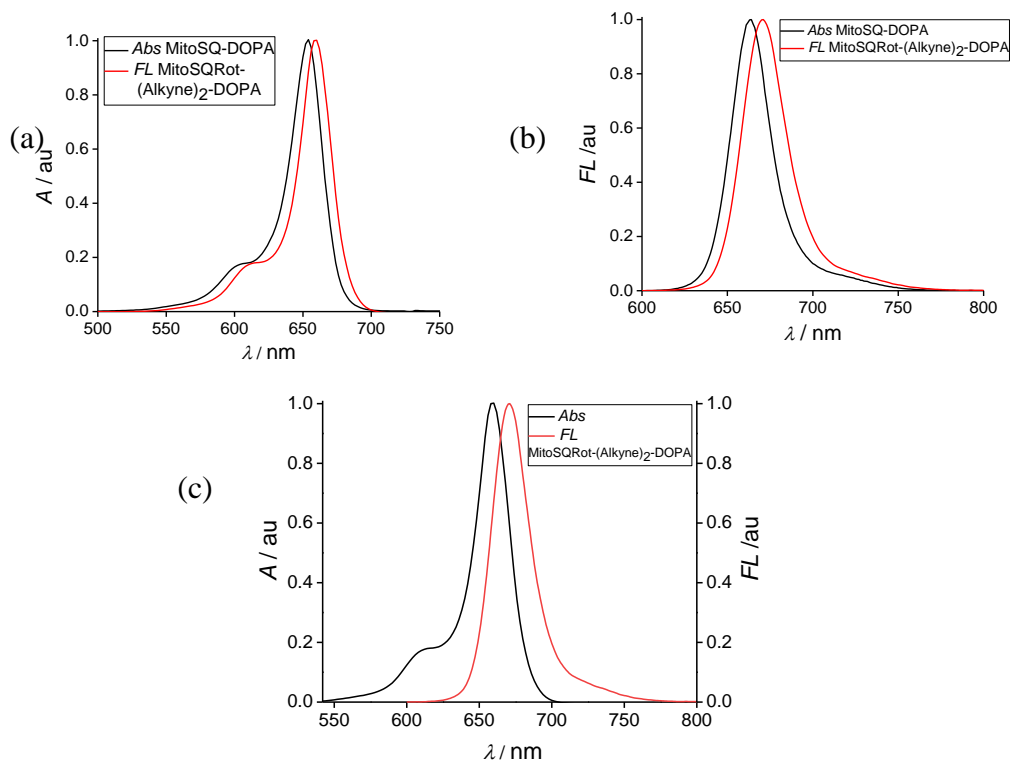 (a)
Abs MitoSQ-DOPA
FL MitoSQRot-
(Alkyne)2-DOPA
A / au
1.0
0.8
0.6
0.4
0.2
0.0
500 550 600 650 700 750
λ / nm
(b)
Abs MitoSQ-DOPA
FL MitoSQRot-(Alkyne)2-DOPA
FL /au
1.0
0.8
0.6
0.4
0.2
0.0
600 650 700 750 800
λ / nm
(c)
Abs
FL
MitoSQRot-(Alkyne)2-DOPA
A / au
1.0
0.8
0.6
0.4
0.2
0.0
550 600 650 700 750 800
λ / nm
1.0
0.8
0.6
0.4
0.2
0.0
FL /au